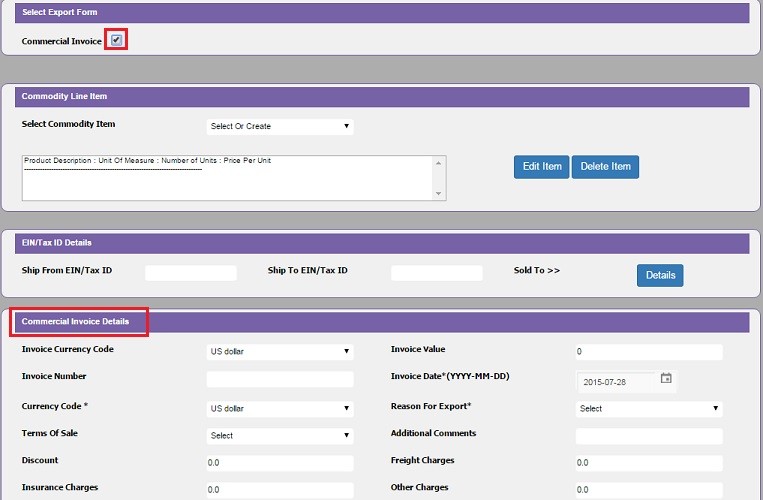 Select Export Form
Commercial Invoice
Commodity Line Item
Select Commodity Item
Select Or Create
Product Description : Unit Of Measure : Number of Units : Price Per Unit
Edit Item
Delete Item
EIN/Tax ID Details
Ship From EIN/Tax ID
Ship To EIN/Tax ID
Sold To >>
Details
Commercial Invoice Details
Invoice Currency Code
US dollar
Invoice Value
0
Invoice Number
Invoice Date*(YYYY-MM-DD)
2015-07-28
Currency Code *
US dollar
Reason For Export*
Select
Terms Of Sale
Select
Additional Comments
Discount
0.0
Freight Charges
0.0
Insurance Charges
0.0
Other Charges
0.0